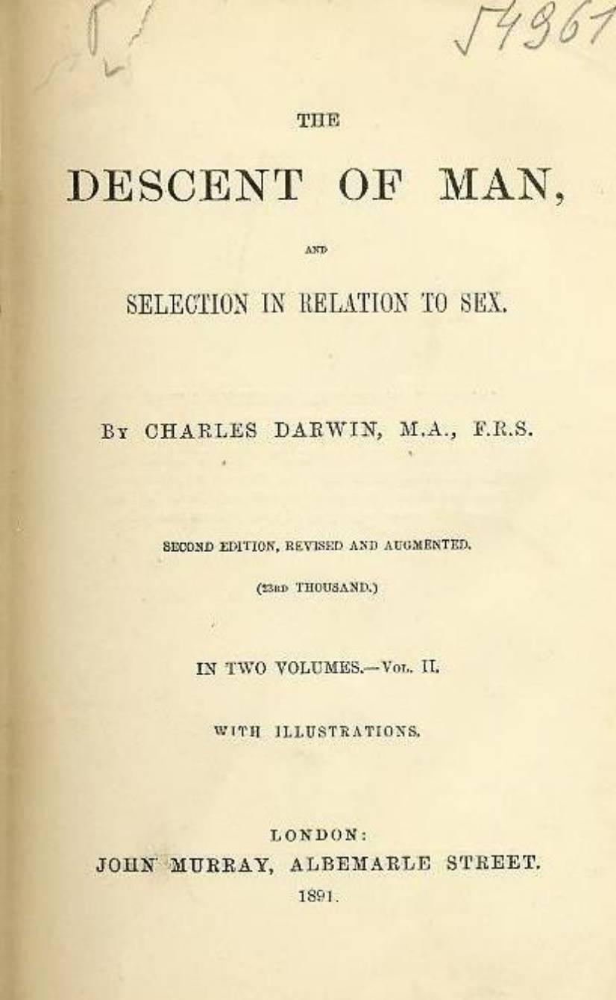 54961
THE
DESCENT OF MAN,
AND
SELECTION IN RELATION TO SEX.
BY CHARLES DARWIN, M.A., F.R.S.
SECOND EDITION, REVISED AND AUGMENTED.
(23RD THOUSAND.)
IN TWO VOLUMES.—VOL. II.
WITH ILLUSTRATIONS.
LONDON:
JOHN MURRAY, ALBEMARLE STREET.
1891.